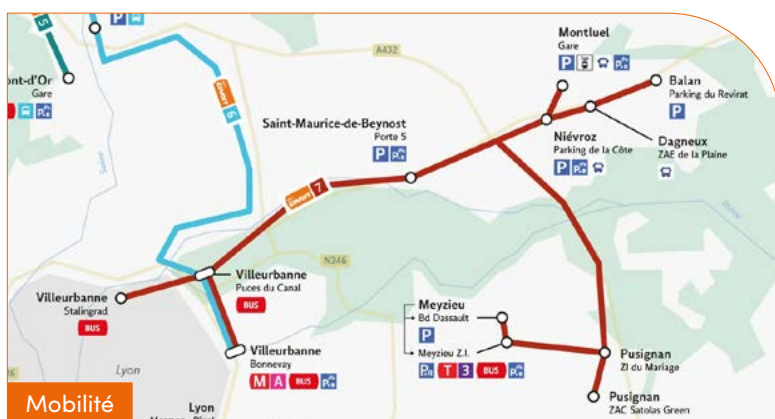 5
P
ont-d'Or
Gare
covoit 6
A432
Montluel
Gare
P
Balan
Parking du Revirat
P
Saint-Maurice-de-Beynost
Porte 5
P
Niévroz
Parking de la Côte
P
Dagneux
ZAE de la Plaine
covoit 7
Rhône
N346
Villeurbanne
Puces du Canal
BUS
Villeurbanne
Stalingrad
BUS
Meyzieu
Bd Dassault
P
Meyzieu Z.I.
T 3 BUS
Villeurbanne
Bonnevay
M A BUS
Pusignan
ZI du Mariage
Pusignan
ZAC Satolas Green
Lyon
Lyon
Mobilité